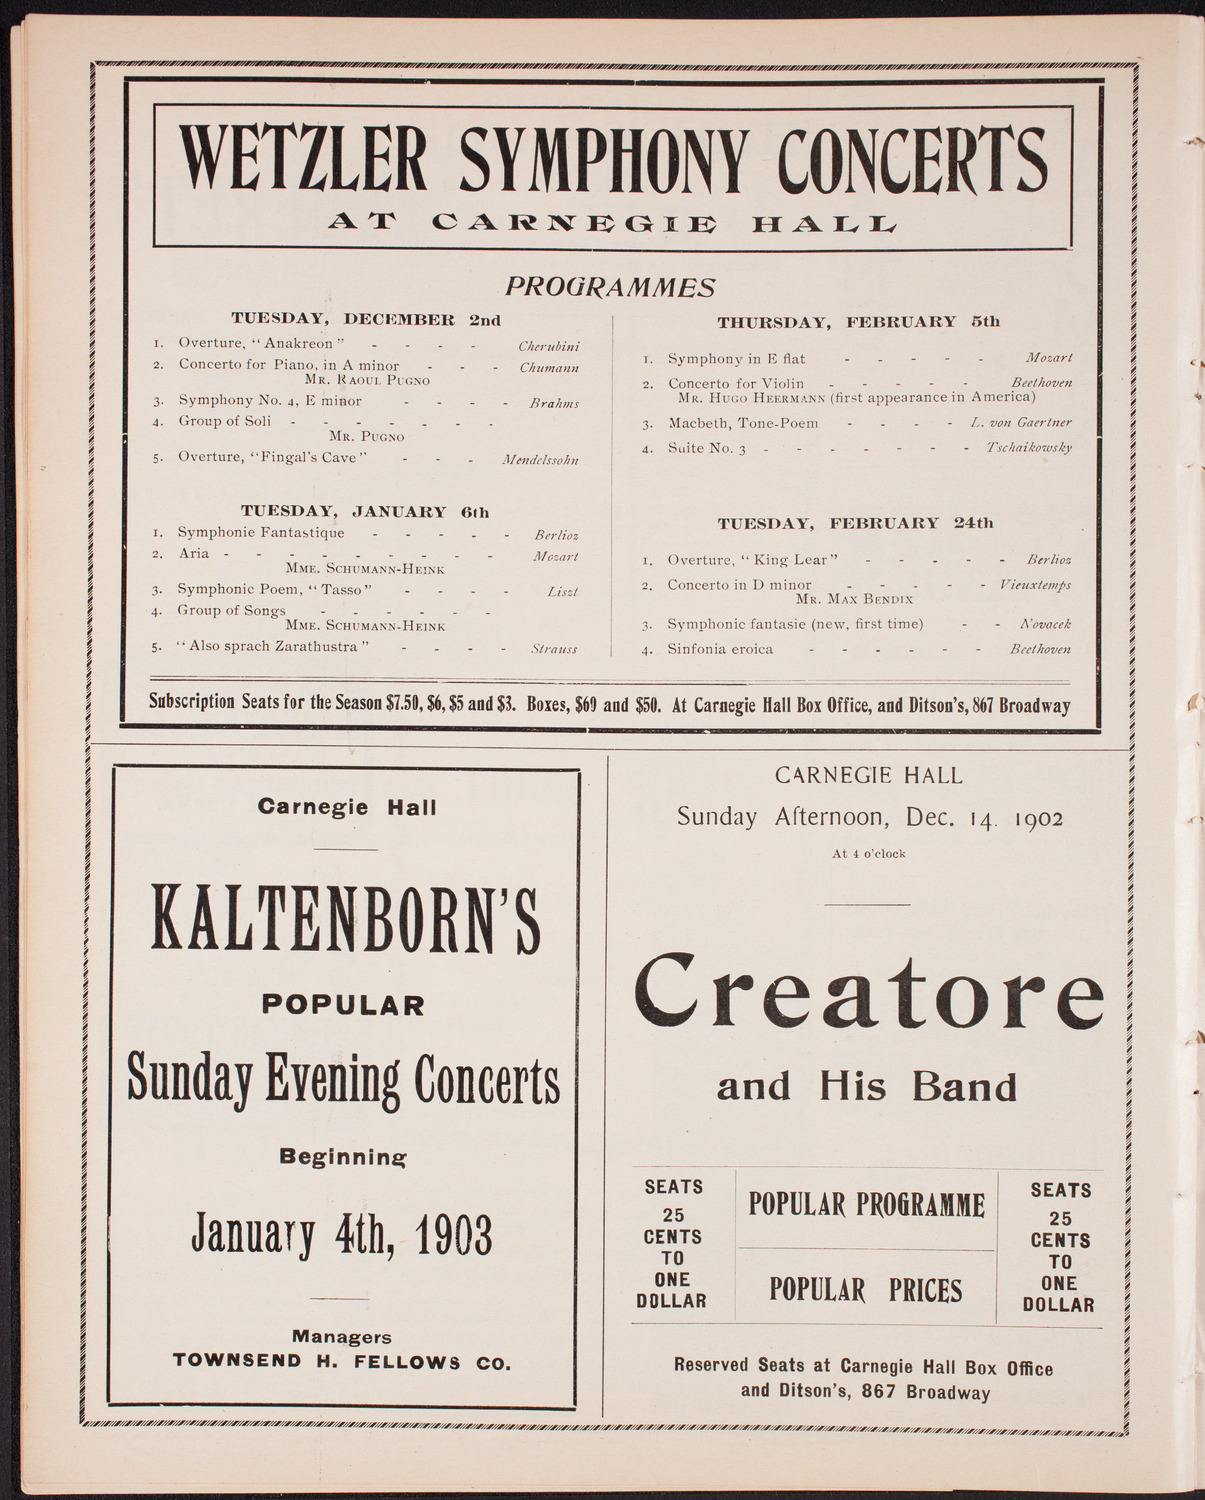 WETZLER SYMPHONY CONCERTS
AT CARNEGIE HALL
PROGRAMMES
TUESDAY, DECEMBER 2nd
1. Overture, “Anakreon” - - - - Cherubini
2. Concerto for Piano, in A minor - - - Chumann
MR. RAOUL PUGNO
3. Symphony No. 4, E minor - - - - Brahms
4. Group of Soli - - - - - - -
MR. PUGNO
5. Overture, “Fingal's Cave” - - - Mendelssohn
TUESDAY, JANUARY 6th
1. Symphonie Fantastique - - - - - Berlioz
2. Aria - - - - - - - - - Mozart
MME. SCHUMANN-HEINK
3. Symphonic Poem, “Tasso” - - - - Liszt
4. Group of Songs - - - - - -
MME. SCHUMANN-HEINK
5. “Also sprach Zarathustra” - - - - Strauss
THURSDAY, FEBRUARY 5th
1. Symphony in E flat - - - - - Mozart
2. Concerto for Violin - - - - - Beethoven
MR. HUGO HEERMANN (first appearance in America)
3. Macbeth, Tone-Poem - - - - L. von Gaertner
4. Suite No. 3 - - - - - - - Tschaikowsky
TUESDAY, FEBRUARY 24th
1. Overture, “King Lear” - - - - - Berlioz
2. Concerto in D minor - - - - - Vieuxtemps
MR. MAX BENDIX
3. Symphonic fantasie (new, first time) - - Novacek
4. Sinfonia eroica - - - - - - Beethoven
Subscription Seats for the Season $7.50, $6, $5 and $3. Boxes, $60 and $50. At Carnegie Hall Box Office, and Ditson's, 867 Broadway
Carnegie Hall
KALTENBORN'S
POPULAR
Sunday Evening Concerts
Beginning
January 4th, 1903
Managers
TOWNSEND H. FELLOWS CO.
CARNEGIE HALL
Sunday Afternoon, Dec. 14. 1902
At 4 o'clock
Creatore
and His Band
SEATS
25
CENTS
TO
ONE
DOLLAR
POPULAR PROGRAMME
POPULAR PRICES
SEATS
25
CENTS
TO
ONE
DOLLAR
Reserved Seats at Carnegie Hall Box Office
and Ditson's, 867 Broadway